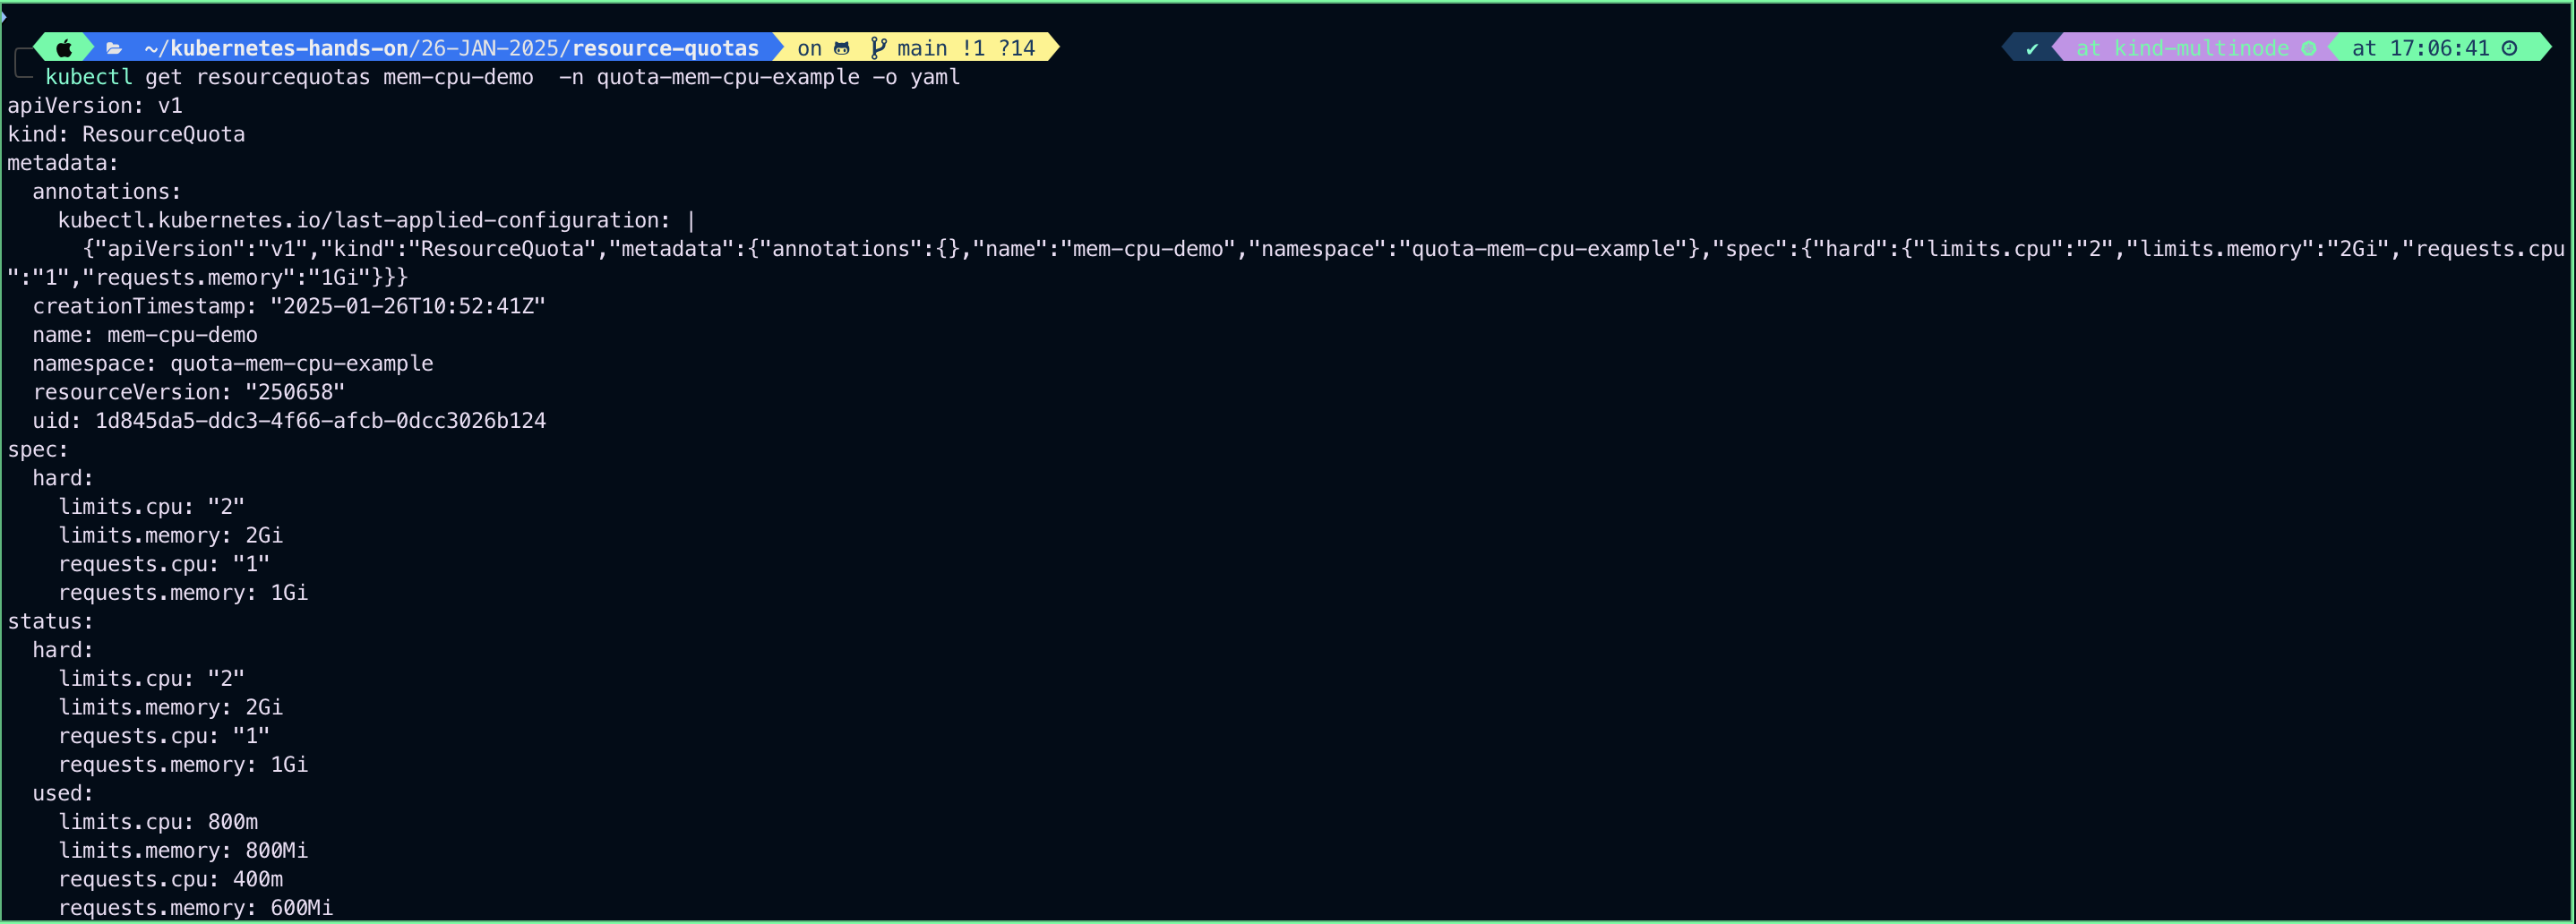 ~/kubernetes-hands-on/26-JAN-2025/resource-quotas on main !1 ?14 ✔ at kind-multinode at 17:06:41
kubectl get resourcequotas mem-cpu-demo  -n quota-mem-cpu-example -o yaml
apiVersion: v1
kind: ResourceQuota
metadata:
  annotations:
    kubectl.kubernetes.io/last-applied-configuration: |
      {"apiVersion":"v1","kind":"ResourceQuota","metadata":{"annotations":{},"name":"mem-cpu-demo","namespace":"quota-mem-cpu-example"},"spec":{"hard":{"limits.cpu":"2","limits.memory":"2Gi","requests.cpu
":"1","requests.memory":"1Gi"}}}
  creationTimestamp: "2025-01-26T10:52:41Z"
  name: mem-cpu-demo
  namespace: quota-mem-cpu-example
  resourceVersion: "250658"
  uid: 1d845da5-ddc3-4f66-afcb-0dcc3026b124
spec:
  hard:
    limits.cpu: "2"
    limits.memory: 2Gi
    requests.cpu: "1"
    requests.memory: 1Gi
status:
  hard:
    limits.cpu: "2"
    limits.memory: 2Gi
    requests.cpu: "1"
    requests.memory: 1Gi
  used:
    limits.cpu: 800m
    limits.memory: 800Mi
    requests.cpu: 400m
    requests.memory: 600Mi